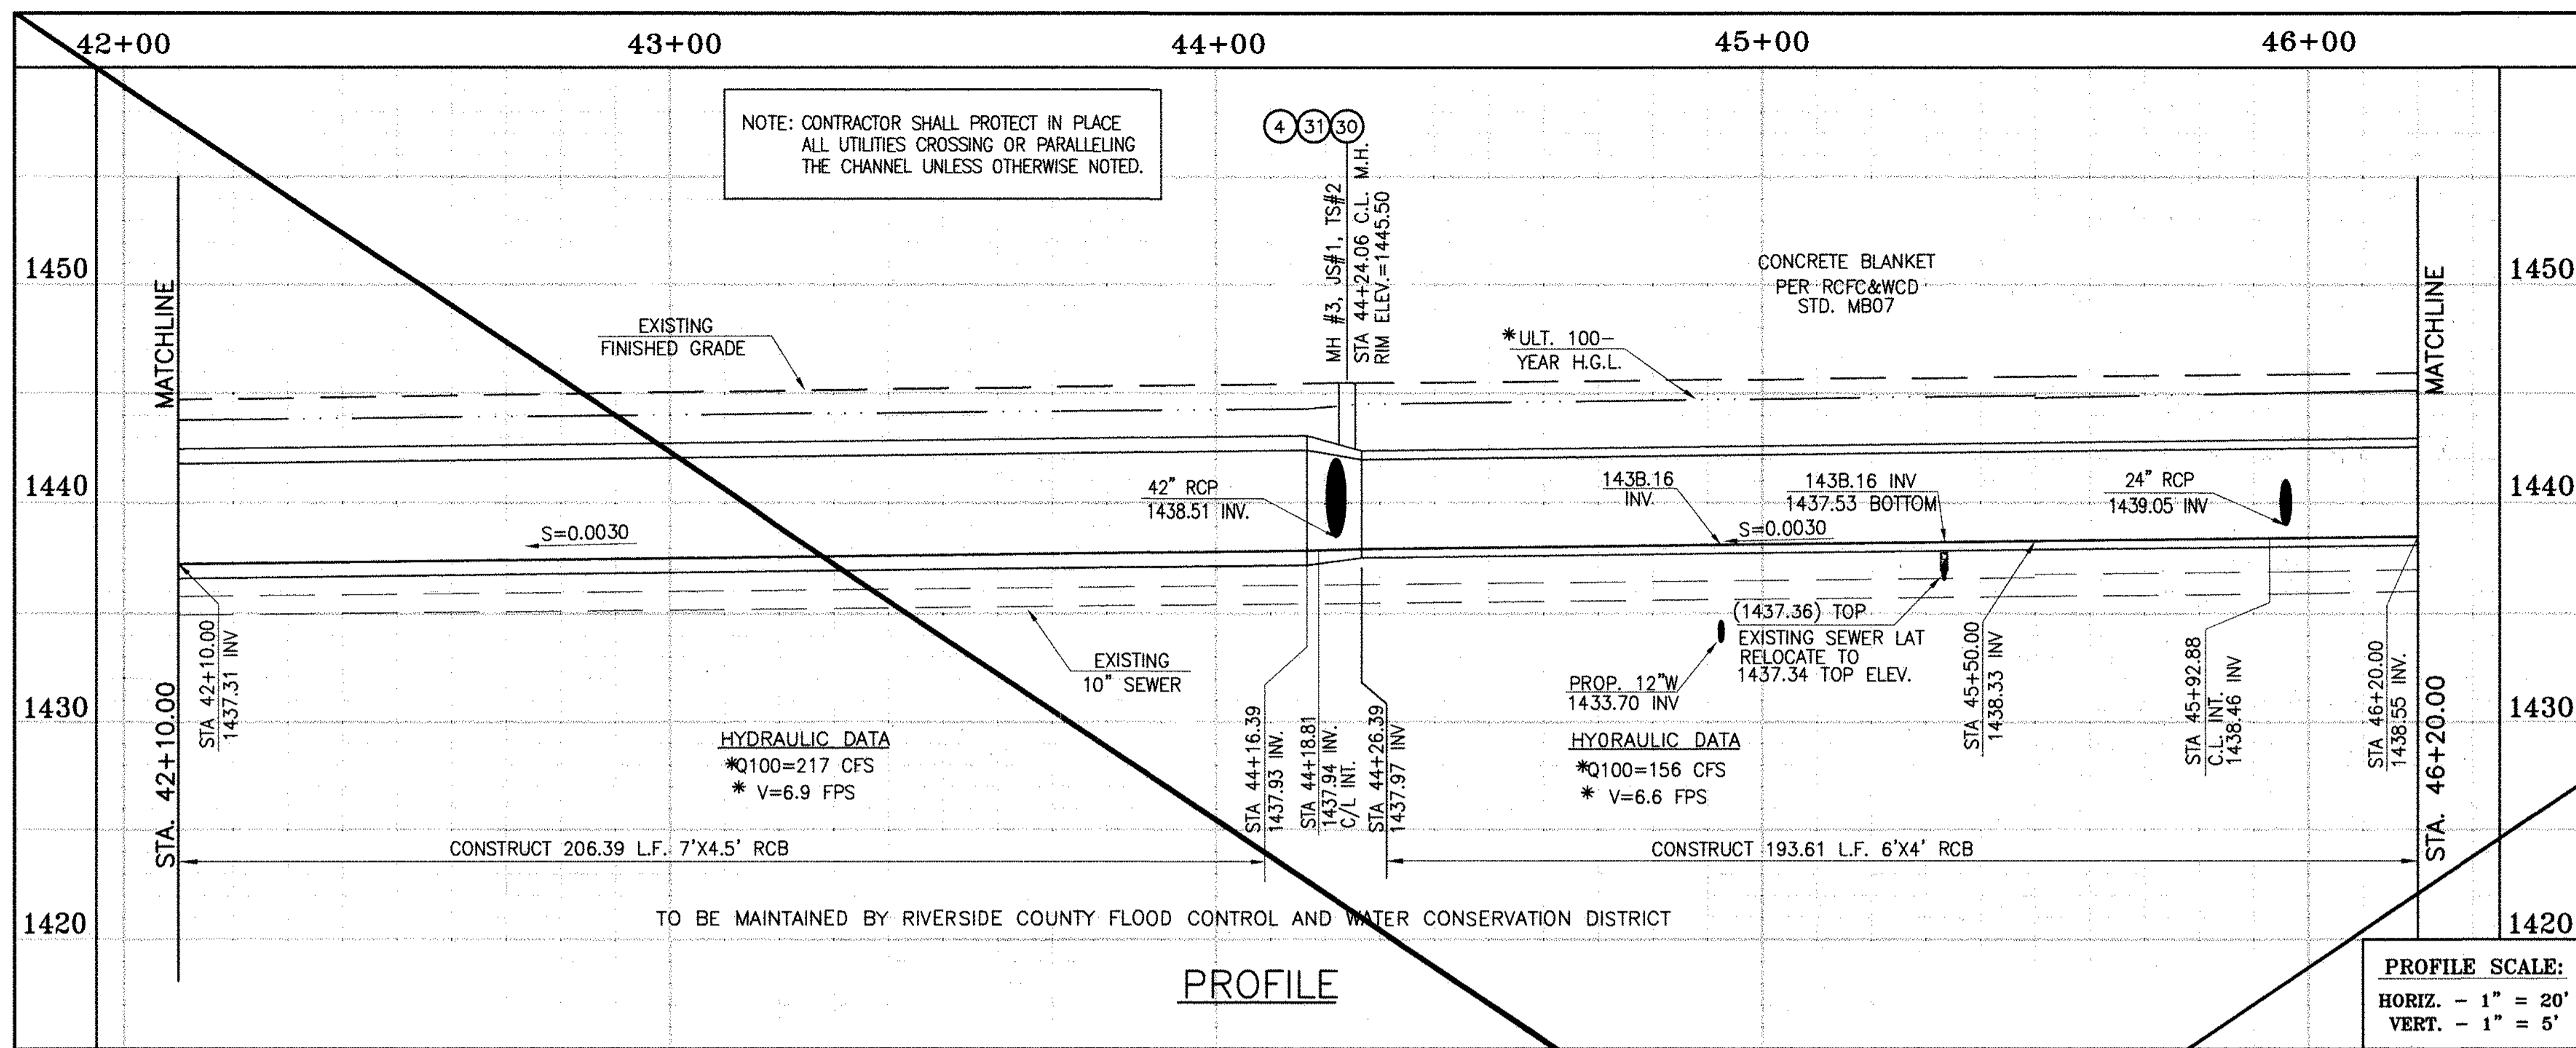 42+00 43+00 44+00 45+00 46+00
NOTE: CONTRACTOR SHALL PROTECT IN PLACE
ALL UTILITIES CROSSING OR PARALLELING
THE CHANNEL UNLESS OTHERWISE NOTED.
4 31 30
MH #3, JS#1, TS#2
STA 44+24.06 C.L. M.H.
RIM ELEV.=1445.50
CONCRETE BLANKET
PER RCFC&WCD
STD. MB07
1450
1450
MATCHLINE
MATCHLINE
EXISTING
FINISHED GRADE
*ULT. 100-
YEAR H.G.L.
1440
1440
42" RCP
1438.51 INV.
143B.16
INV.
143B.16 INV
1437.53 BOTTOM
24" RCP
1439.05 INV
S=0.0030
S=0.0030
(1437.36) TOP
EXISTING SEWER LAT
RELOCATE TO
1437.34 TOP ELEV.
EXISTING
10" SEWER
PROP. 12"W
1433.70 INV
1430
1430
STA. 42+10.00
STA 42+10.00
1437.31 INV
STA 44+16.39
1437.93 INV.
STA 44+18.81
1437.94 INV.
C/L INT.
STA 44+26.39
1437.97 INV
STA 45+50.00
1438.33 INV
STA 45+92.88
C.L. INT.
1438.46 INV
STA 46+20.00
1438.55 INV.
STA. 46+20.00
HYDRAULIC DATA
*Q100=217 CFS
* V=6.9 FPS
HYDRAULIC DATA
*Q100=156 CFS
* V=6.6 FPS
CONSTRUCT 206.39 L.F. 7'X4.5' RCB
CONSTRUCT 193.61 L.F. 6'X4' RCB
1420
1420
TO BE MAINTAINED BY RIVERSIDE COUNTY FLOOD CONTROL AND WATER CONSERVATION DISTRICT
PROFILE
PROFILE SCALE:
HORIZ. - 1" = 20'
VERT. - 1" = 5'